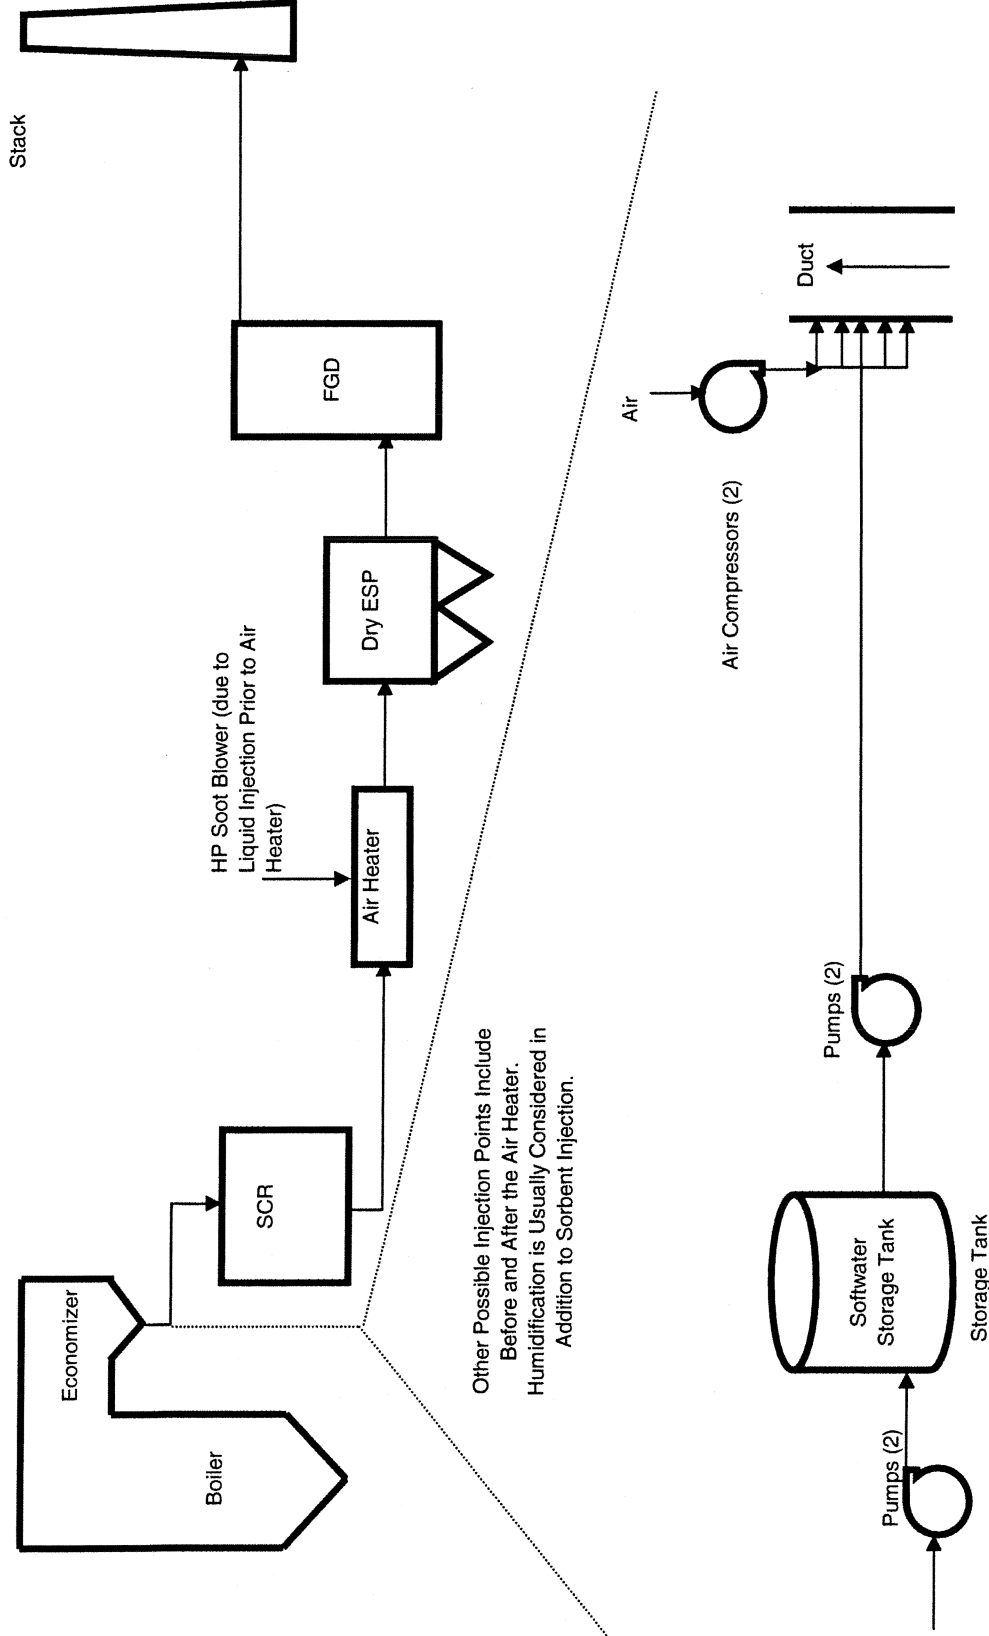 Stack
Economizer
Boiler
SCR
HP Soot Blower (due to
Liquid Injection Prior to Air
Heater)
Air Heater
Dry ESP
FGD
Other Possible Injection Points Include
Before and After the Air Heater.
Humidification is Usually Considered in
Addition to Sorbent Injection.
Air
Air Compressors (2)
Duct
Pumps (2)
Softwater
Storage Tank
Storage Tank
Pumps (2)